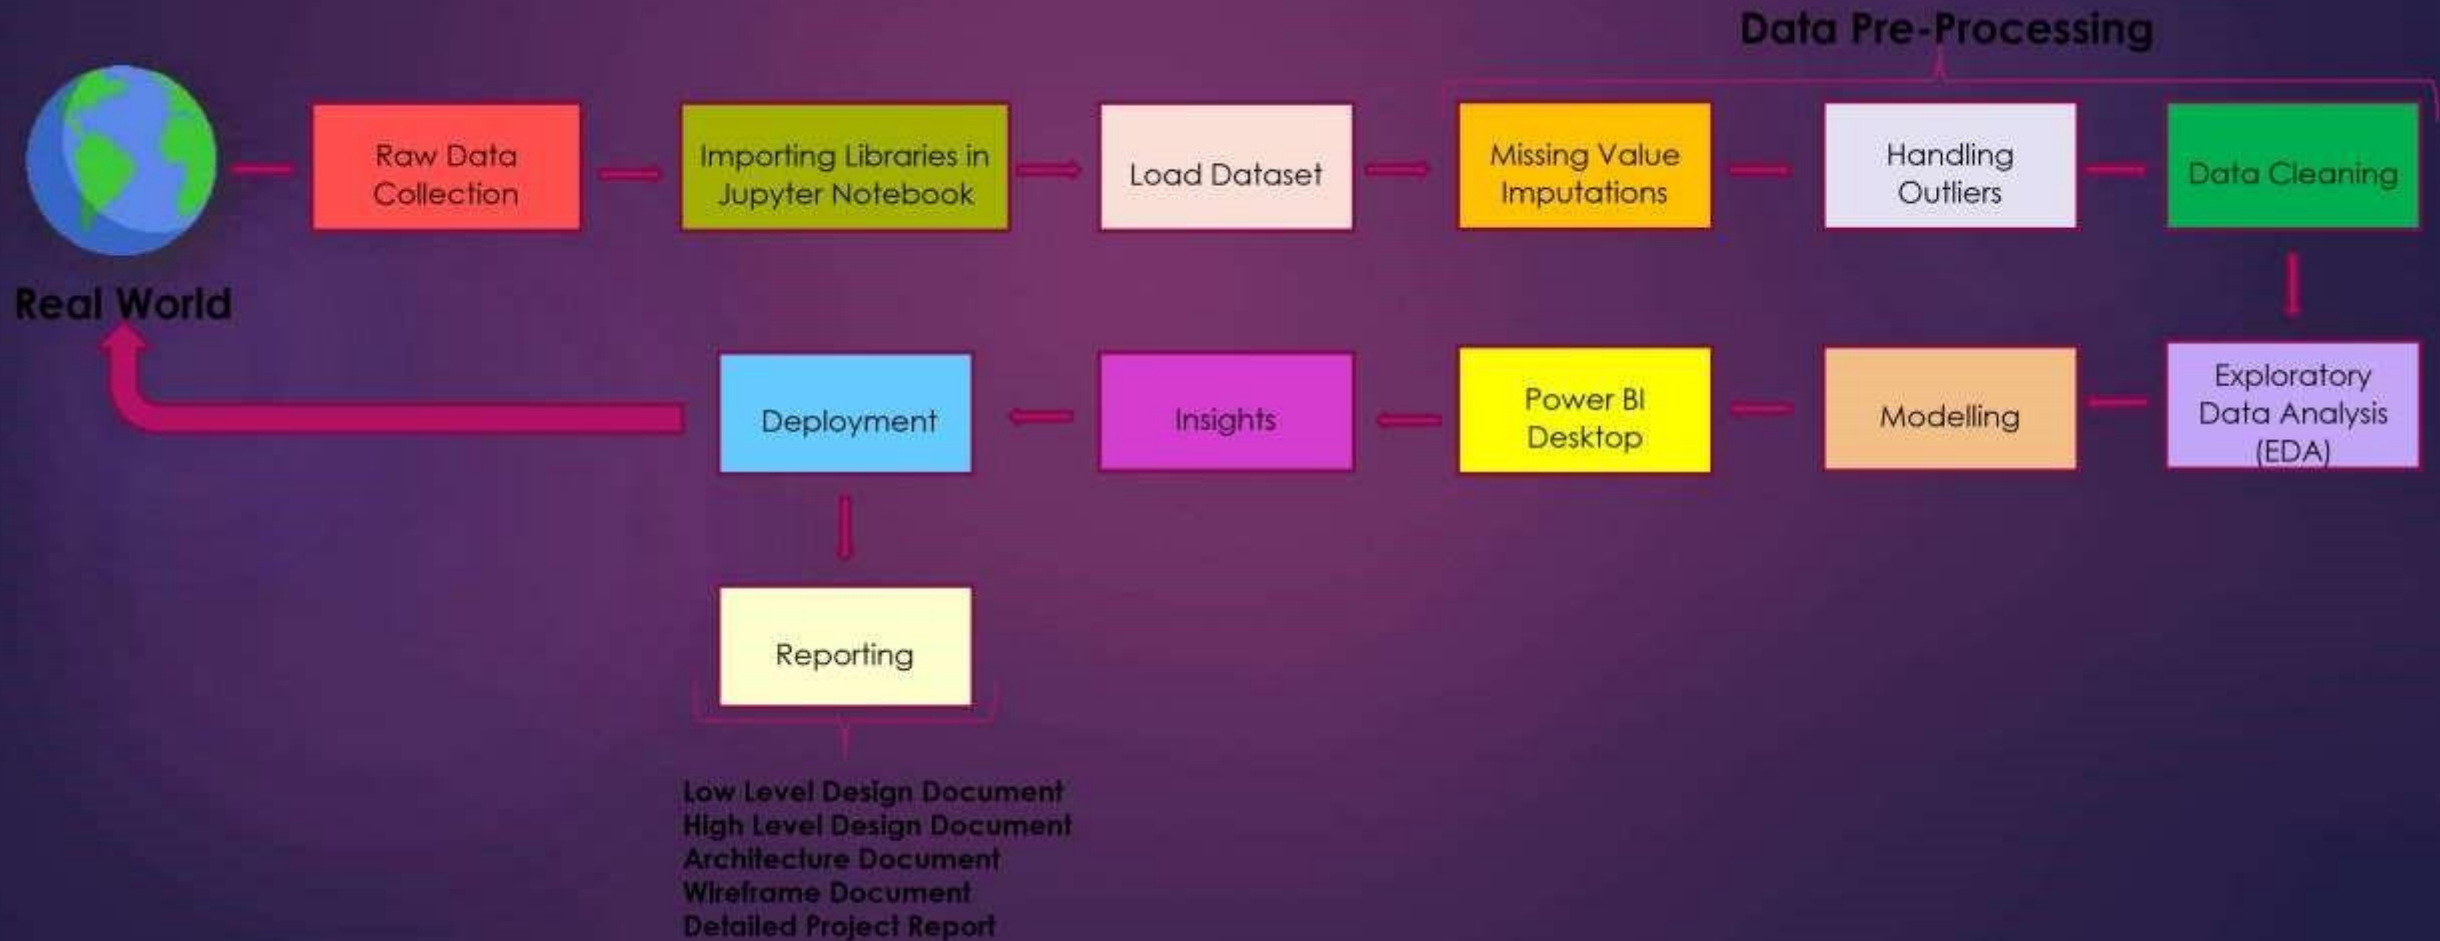 Data Pre-Processing
Raw Data
Collection
Importing Libraries in
Jupyter Notebook
Load Dataset
Missing Value
Imputations
Handling
Outliers
Data Cleaning
Real World
Exploratory
Data Analysis
(EDA)
Modelling
Power BI
Desktop
Insights
Deployment
Reporting
Low Level Design Document
High Level Design Document
Architecture Document
Wireframe Document
Detailed Project Report